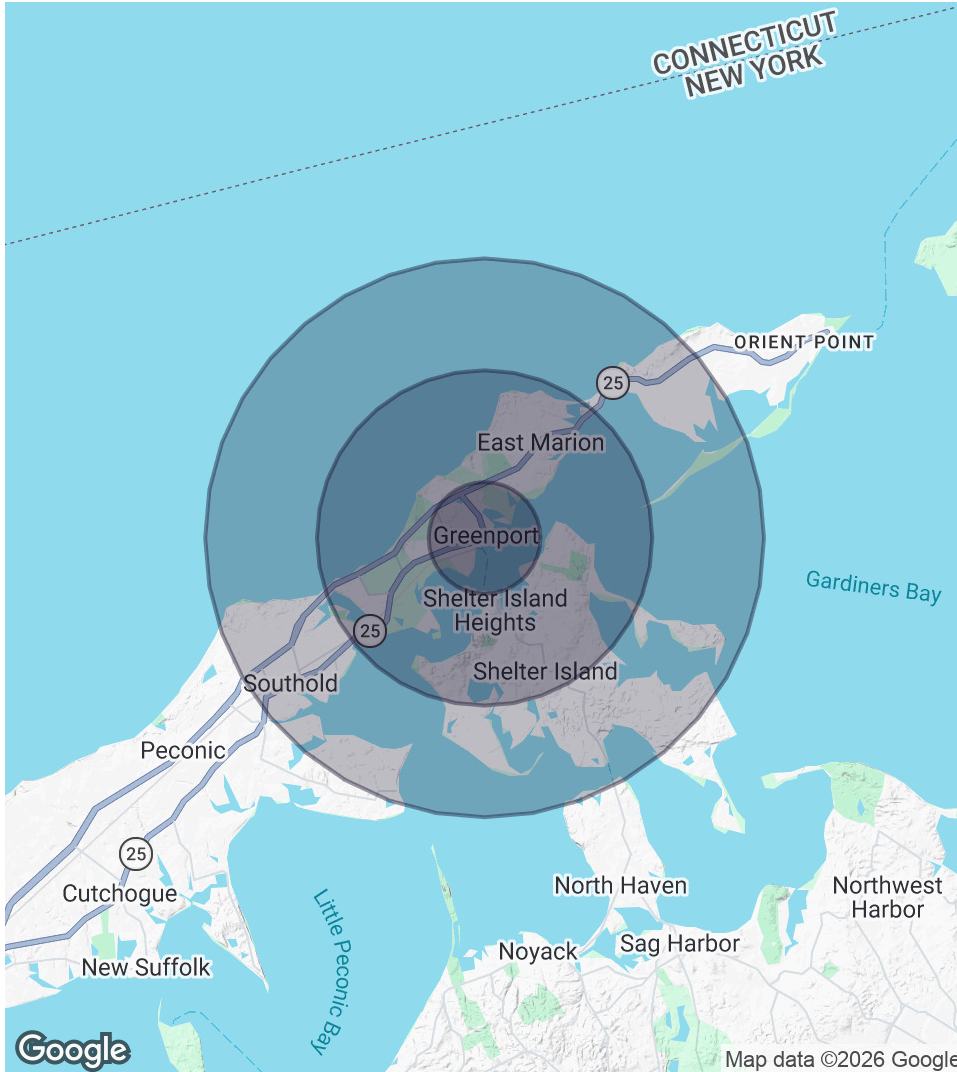 CONNECTICUT
NEW YORK
ORIENT POINT
25
East Marion
Greenport
Gardiners Bay
Shelter Island
Heights
25
Shelter Island
Southold
Peconic
25
Cutchogue
North Haven
Northwest
Harbor
Little Peconic Bay
Noyack
Sag Harbor
New Suffolk
Google
Map data ©2026 Google